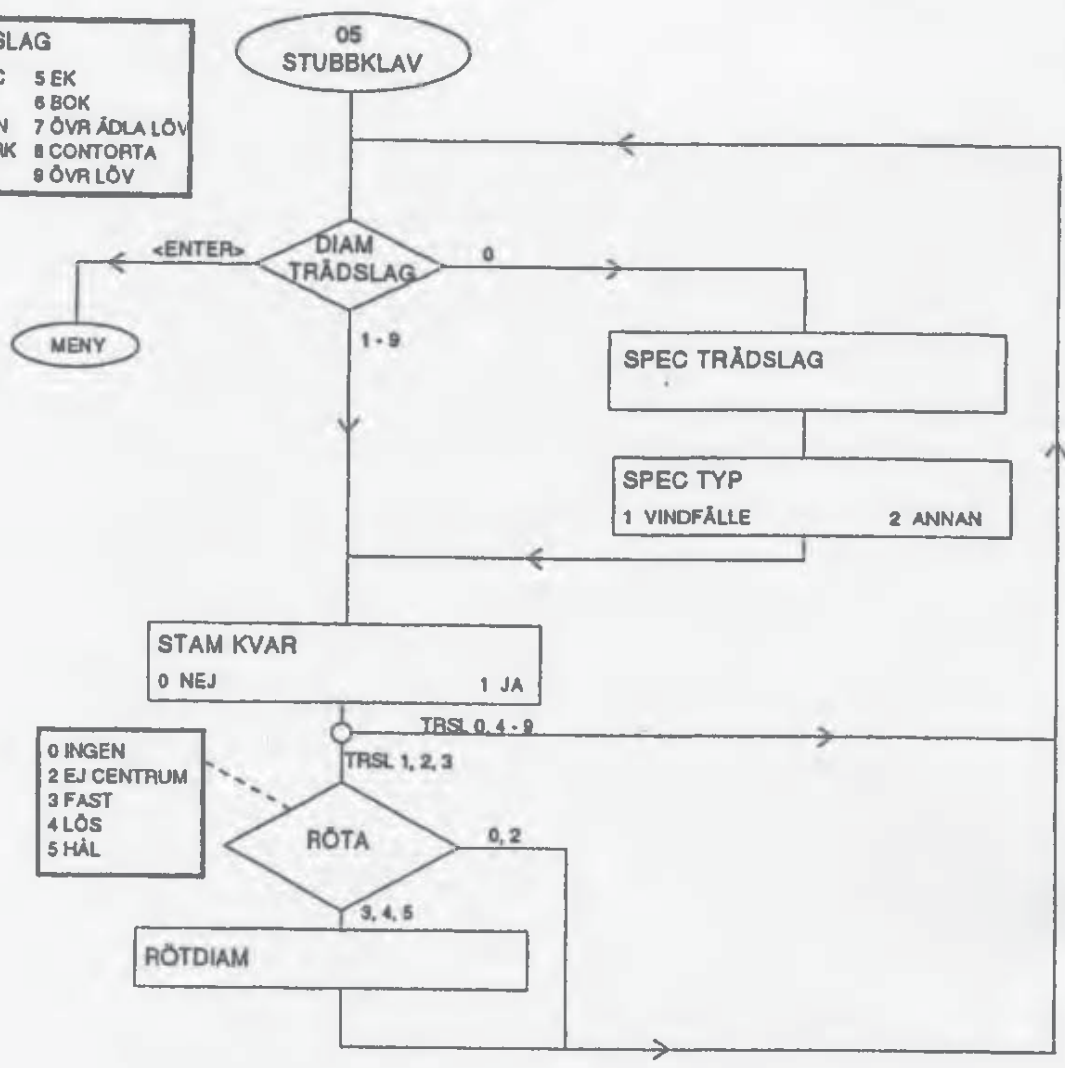 05
STUBBKLAV
5 EK
6 BOK
7 ÖVR ÄDLA LÖV
8 CONTORTA
9 ÖVR LÖV
<ENTER>
DIAM
TRÄDSLAG
0
MENY
1 - 9
SPEC TRÄDSLAG
SPEC TYP
1 VINDFÄLLE 2 ANNAN
STAM KVAR
0 NEJ 1 JA
TRSL 0, 4 - 9
TRSL 1, 2, 3
0 INGEN
2 EJ CENTRUM
3 FAST
4 LÖS
5 HÅL
RÖTA
0, 2
3, 4, 5
RÖTDIAM